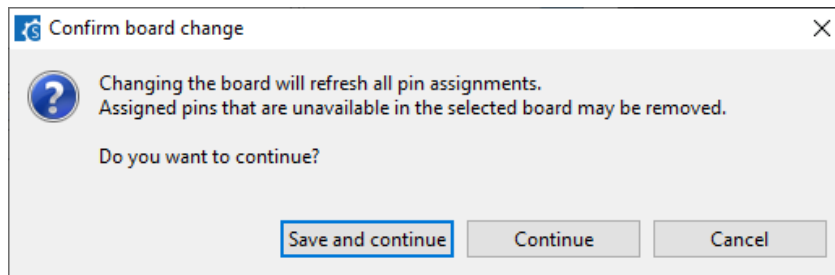 Confirm board change
Changing the board will refresh all pin assignments.
Assigned pins that are unavailable in the selected board may be removed.
Do you want to continue?
Save and continue
Continue
Cancel